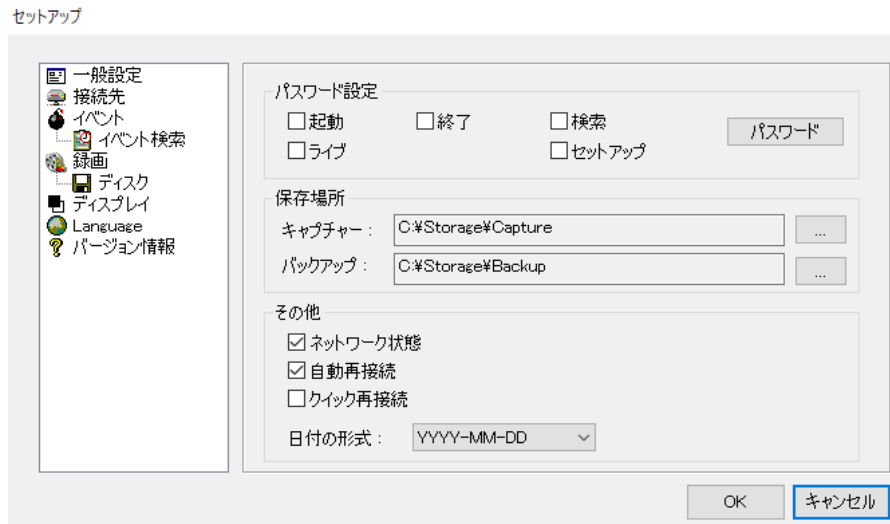 セットアップ
一般設定
接続先
イベント
イベント検索
録画
ディスク
ディスプレイ
Language
バージョン情報
パスワード設定
起動 終了 検索 パスワード
ライブ セットアップ
保存場所
キャプチャー : C:¥Storage¥Capture ...
バックアップ : C:¥Storage¥Backup ...
その他
ネットワーク状態
自動再接続
クイック再接続
日付の形式 : YYYY-MM-DD
OK キャンセル